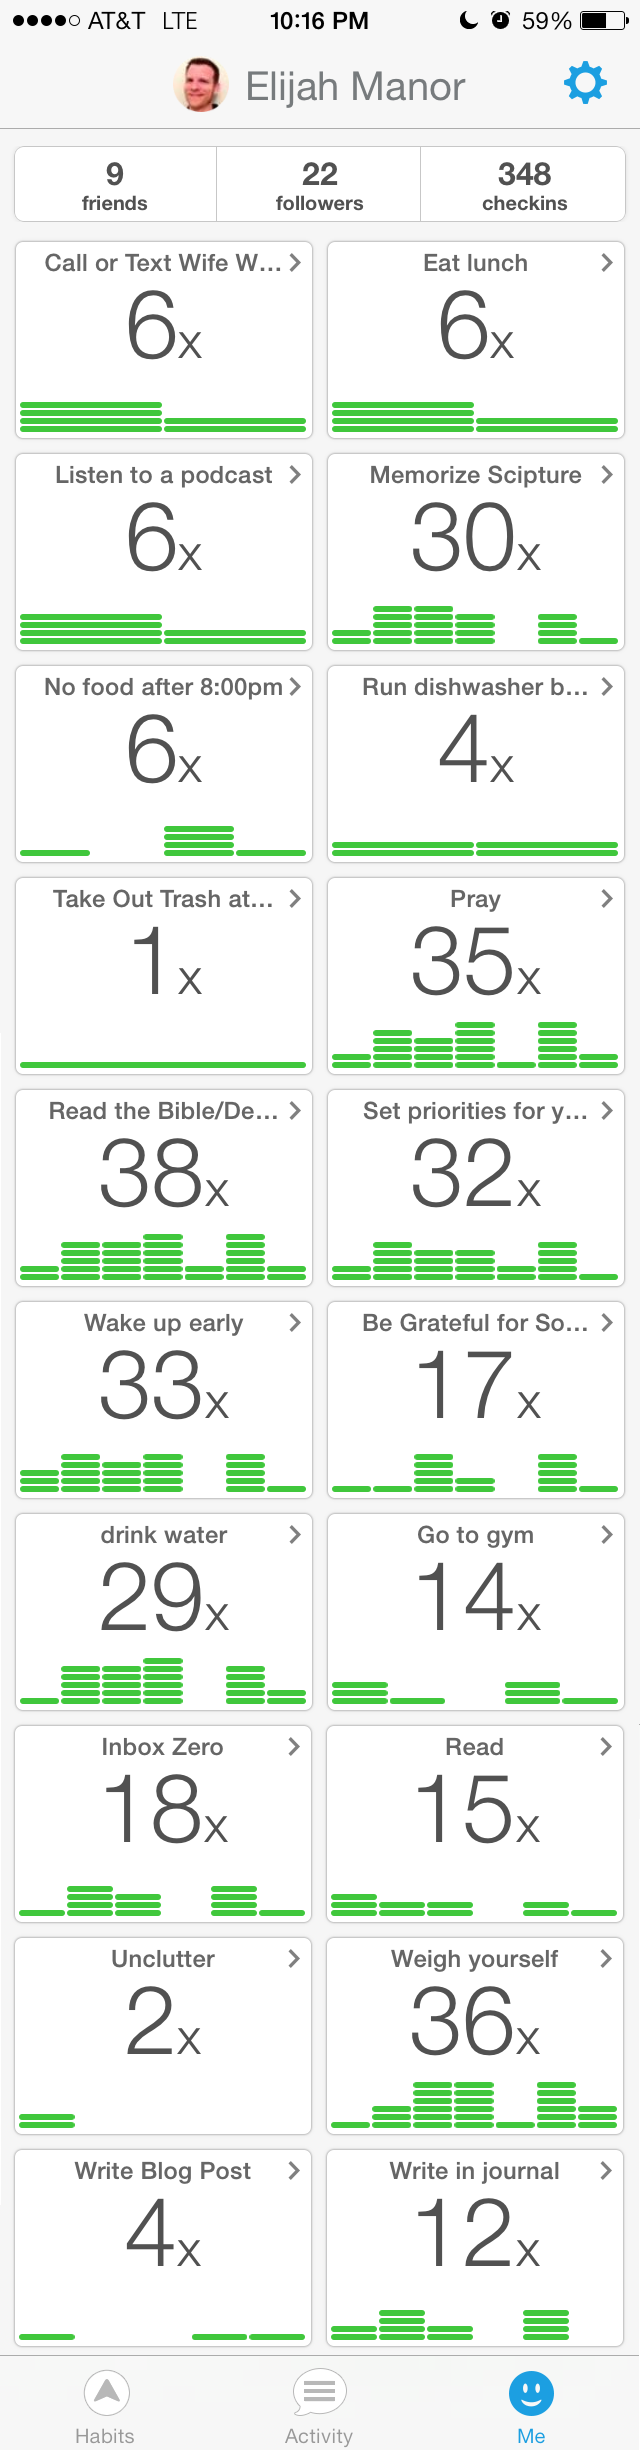 AT&T LTE 10:16 PM 59%
Elijah Manor
9 22 348
friends followers checkins
Call or Text Wife W... Eat lunch
6x 6x
Listen to a podcast Memorize Scipture
6x 30x
No food after 8:00pm Run dishwasher b...
6x 4x
Take Out Trash at... Pray
1x 35x
Read the Bible/De... Set priorities for y...
38x 32x
Wake up early Be Grateful for So...
33x 17x
drink water Go to gym
29x 14x
Inbox Zero Read
18x 15x
Unclutter Weigh yourself
2x 36x
Write Blog Post Write in journal
4x 12x
Habits Activity Me